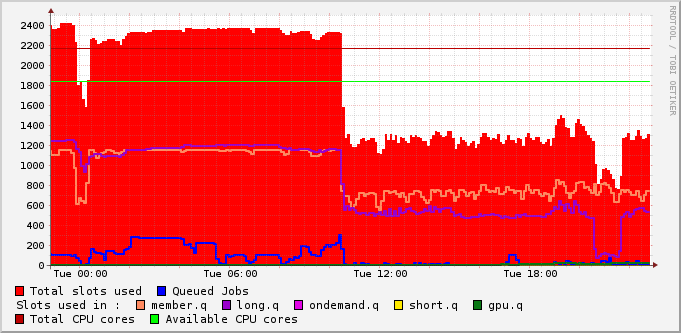 2400
2200
2000
1800
1600
1400
1200
1000
800
600
400
200
0
Tue 00:00 Tue 06:00 Tue 12:00 Tue 18:00
Total slots used Queued Jobs
Slots used in : member.q long.q ondemand.q short.q gpu.q
Total CPU cores Available CPU cores
RRDTOOL / TOBI OETIKER